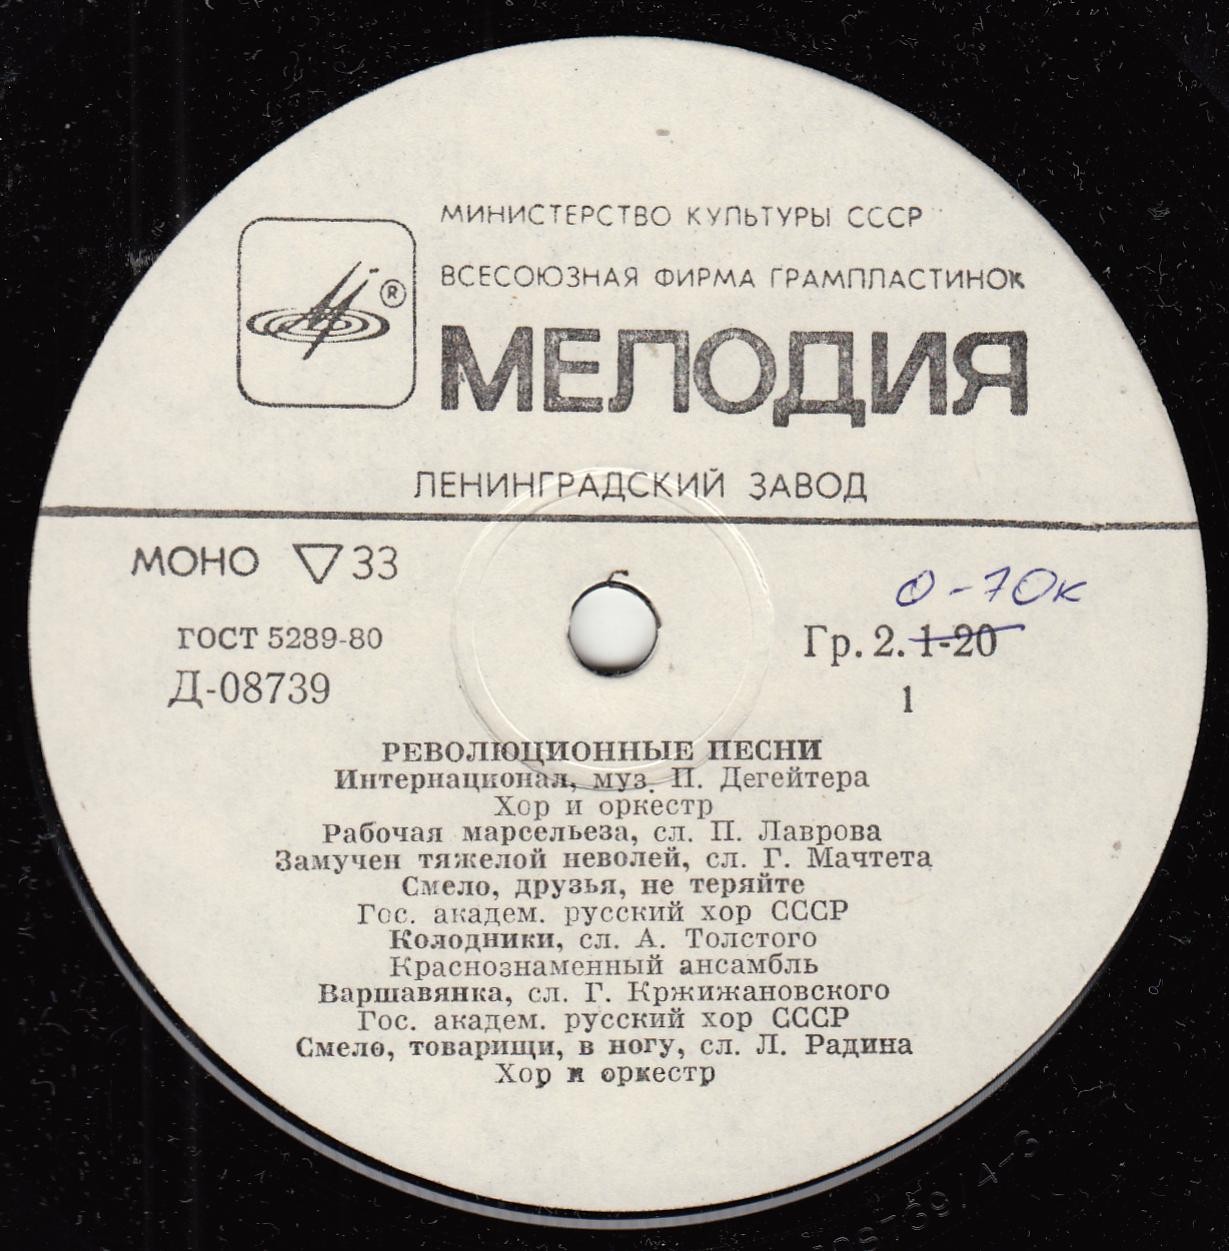 МИНИСТЕРСТВО КУЛЬТУРЫ СССР
ВСЕСОЮЗНАЯ ФИРМА ГРАМПЛАСТИНОК
®
МЕЛОДИЯ
ЛЕНИНГРАДСКИЙ ЗАВОД
МОНО ▽ 33
0-70к
ГОСТ 5289-80
Гр. 2. 1-20
Д-08739
1
РЕВОЛЮЦИОННЫЕ ПЕСНИ
Интернационал, муз. П. Дегейтера
Хор и оркестр
Рабочая марсельеза, сл. П. Лаврова
Замучен тяжелой неволей, сл. Г. Мачтета
Смело, друзья, не теряйте
Гос. академ. русский хор СССР
Колодники, сл. А. Толстого
Краснознаменный ансамбль
Варшавянка, сл. Г. Кржижановского
Гос. академ. русский хор СССР
Смело, товарищи, в ногу, сл. Л. Радина
Хор и оркестр